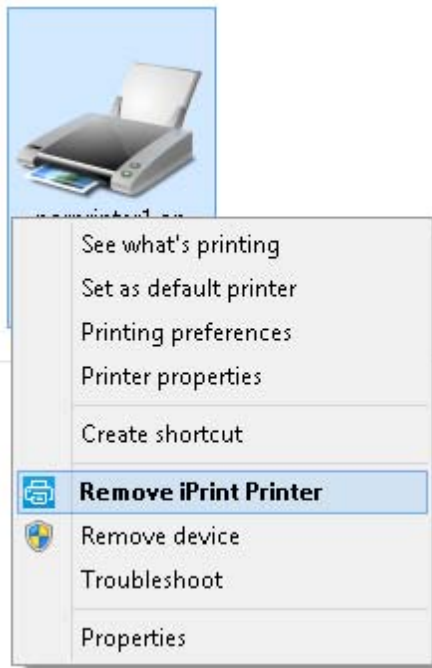 See what's printing
Set as default printer
Printing preferences
Printer properties
Create shortcut
Remove iPrint Printer
Remove device
Troubleshoot
Properties